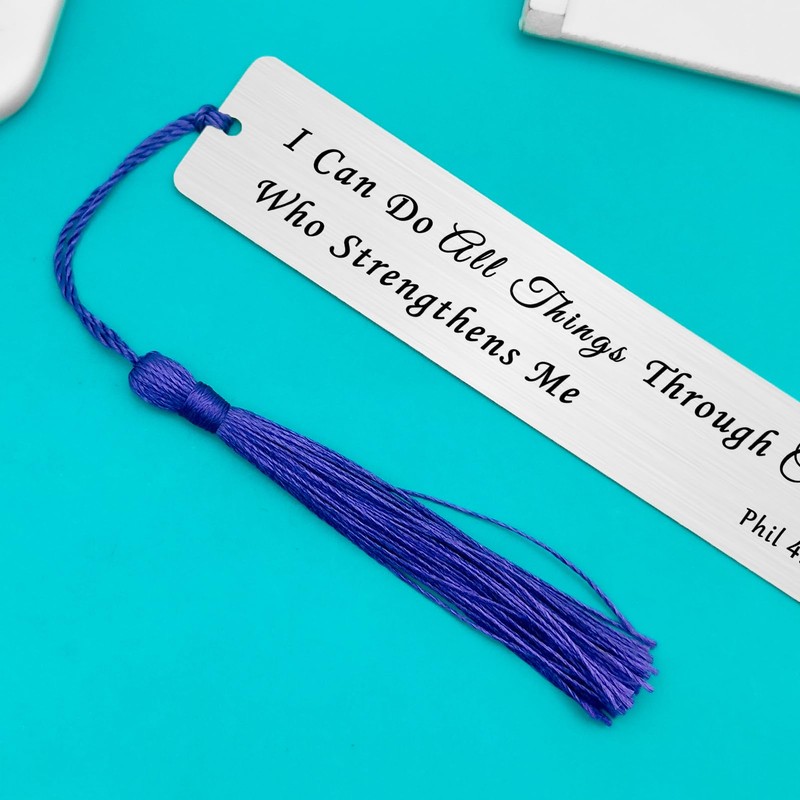 I Can Do All Things Through
Who Strengthens Me
Phil 4